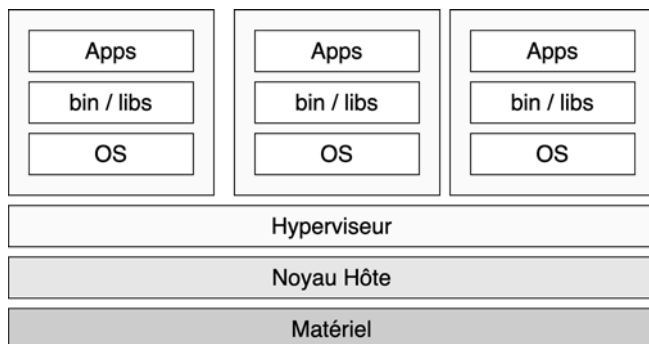 Apps
bin / libs
OS
Apps
bin / libs
OS
Apps
bin / libs
OS
Hyperviseur
Noyau Hôte
Matériel